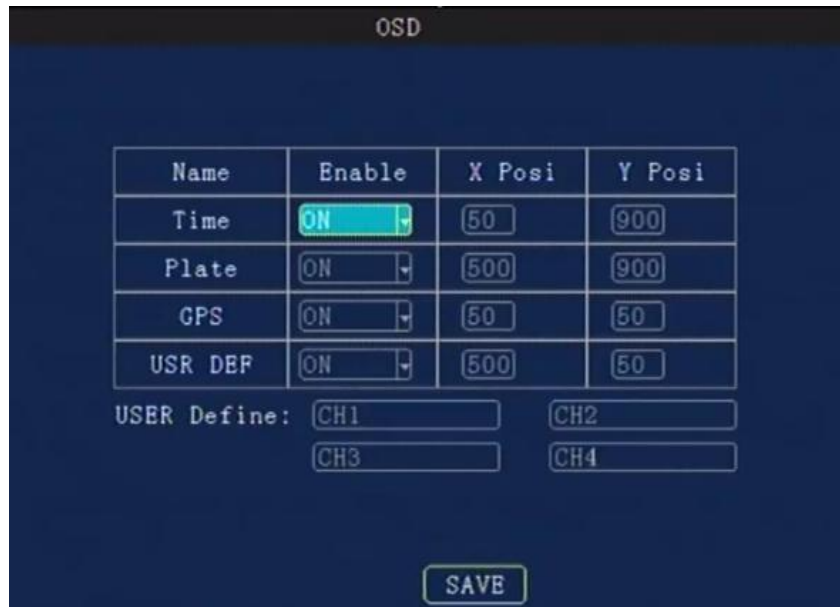 OSD
Name Enable X Posi Y Posi
Time ON 50 900
Plate ON 500 900
GPS ON 50 50
USR DEF ON 500 50
USER Define: CH1 CH2
CH3 CH4
SAVE